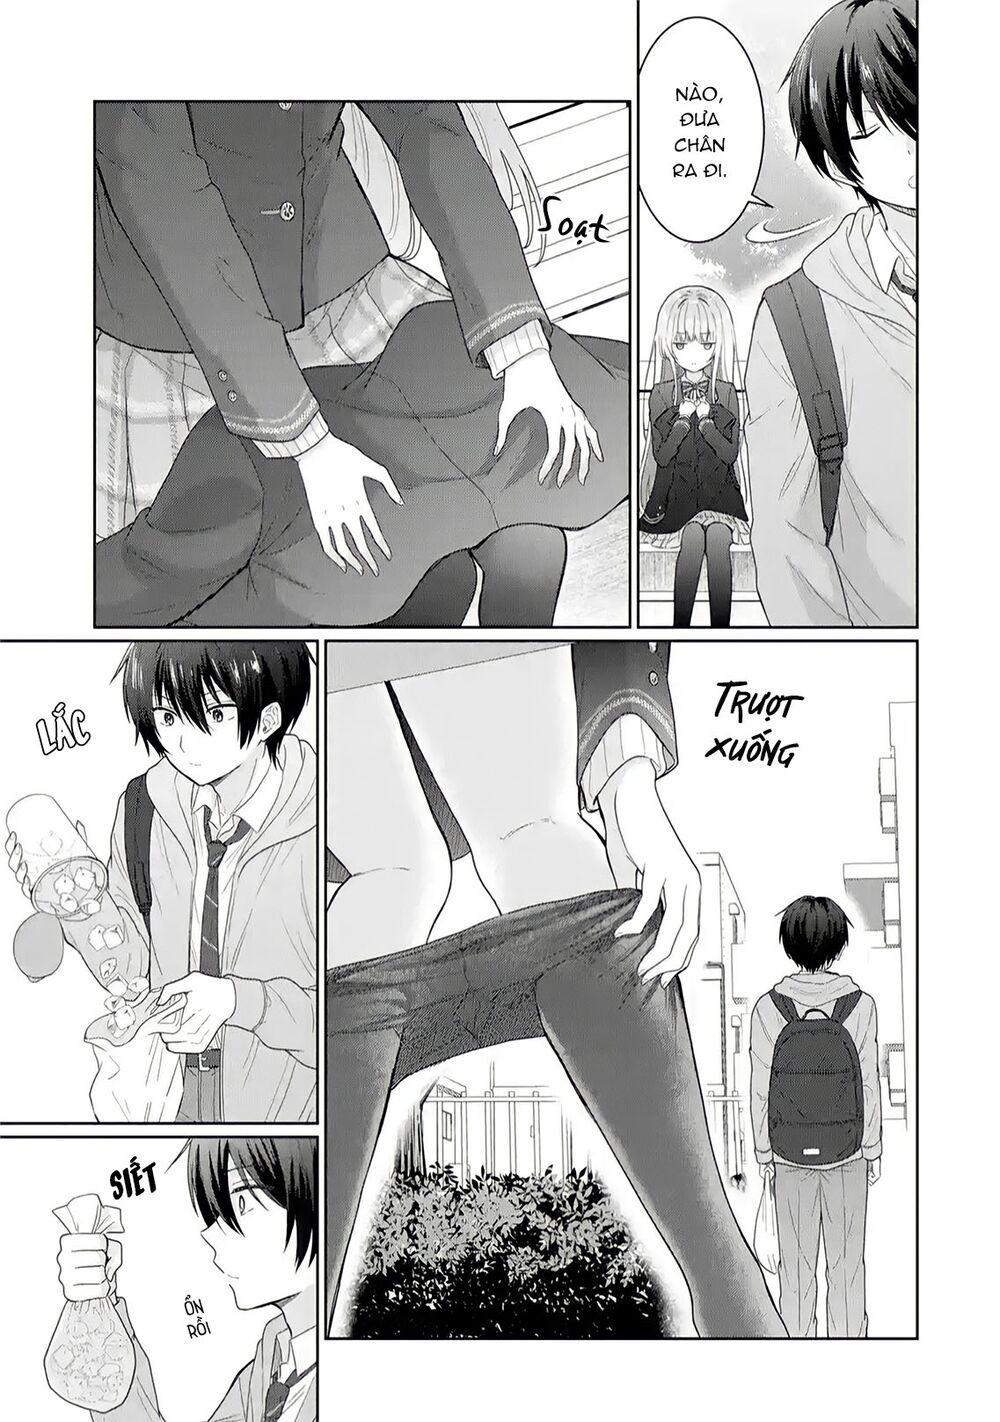 NÀO,
ĐƯA
CHÂN
RA ĐI.
Soạt
TRƯỢT
XUỐNG
LẮC
SIẾT
ỔN
RỒI